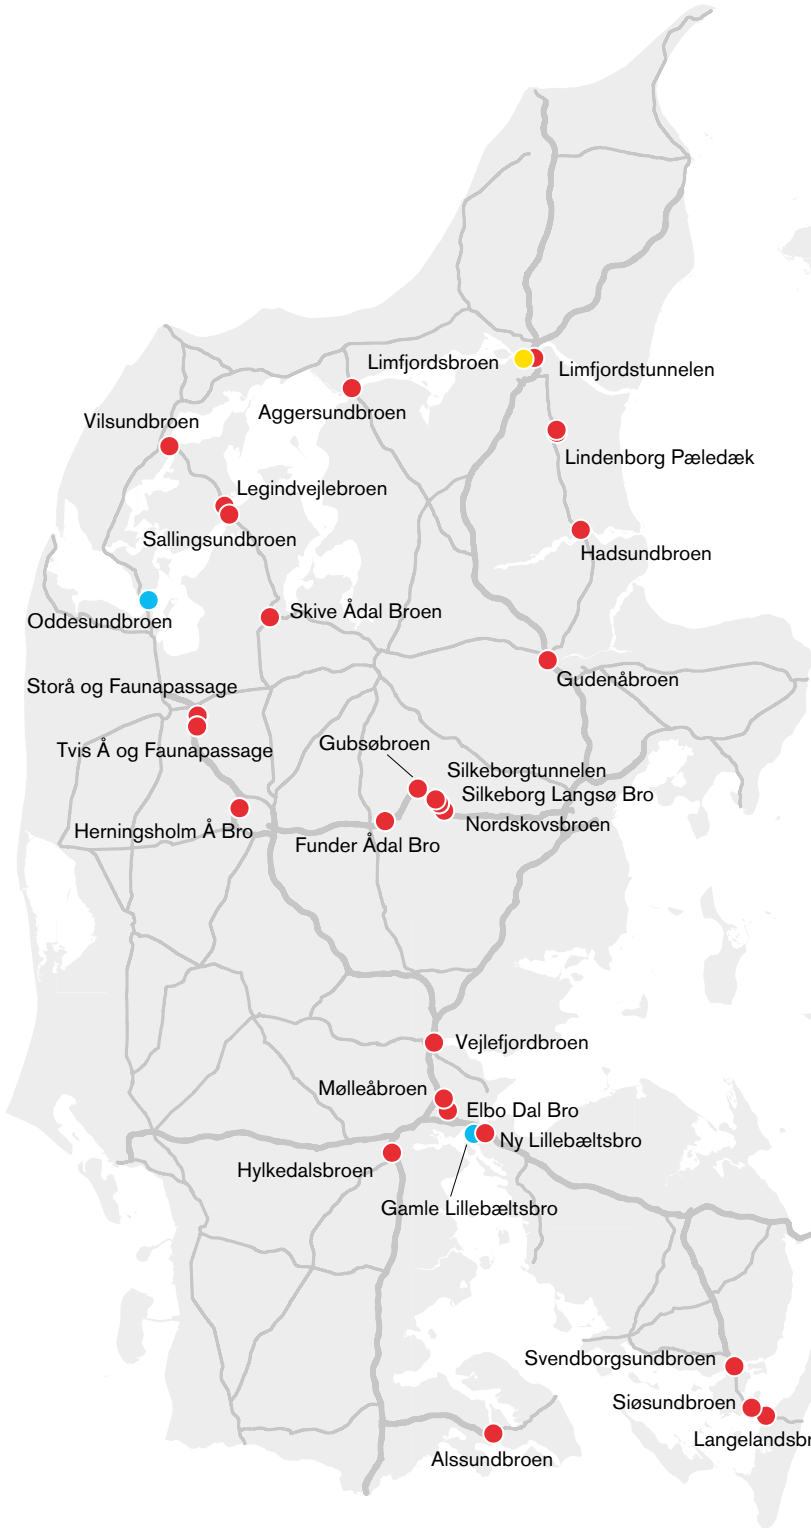 Limfjordsbroen
Limfjordstunnelen
Aggersundbroen
Vilsundbroen
Lindenborg Pæledæk
Legindvejlebroen
Sallingsundbroen
Hadsundbroen
Oddesundbroen
Skive Ådal Broen
Gudenåbroen
Storå og Faunapassage
Tvis Å og Faunapassage
Gubsøbroen
Silkeborgtunnelen
Silkeborg Langsø Bro
Nordskovsbroen
Herningsholm Å Bro
Funder Ådal Bro
Vejlefjordbroen
Mølleåbroen
Elbo Dal Bro
Ny Lillebæltsbro
Hylkedalsbroen
Gamle Lillebæltsbro
Svendborgsundbroen
Siøsundbroen
Langelandsbr
Alssundbroen